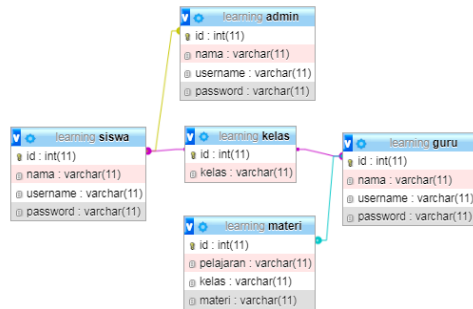 learning admin
id : int(11)
nama : varchar(11)
username : varchar(11)
password : varchar(11)
learning siswa
id : int(11)
nama : varchar(11)
username : varchar(11)
password : varchar(11)
learning kelas
id : int(11)
kelas : varchar(11)
learning guru
id : int(11)
nama : varchar(11)
username : varchar(11)
password : varchar(11)
learning materi
id : int(11)
pelajaran : varchar(11)
kelas : varchar(11)
materi : varchar(11)